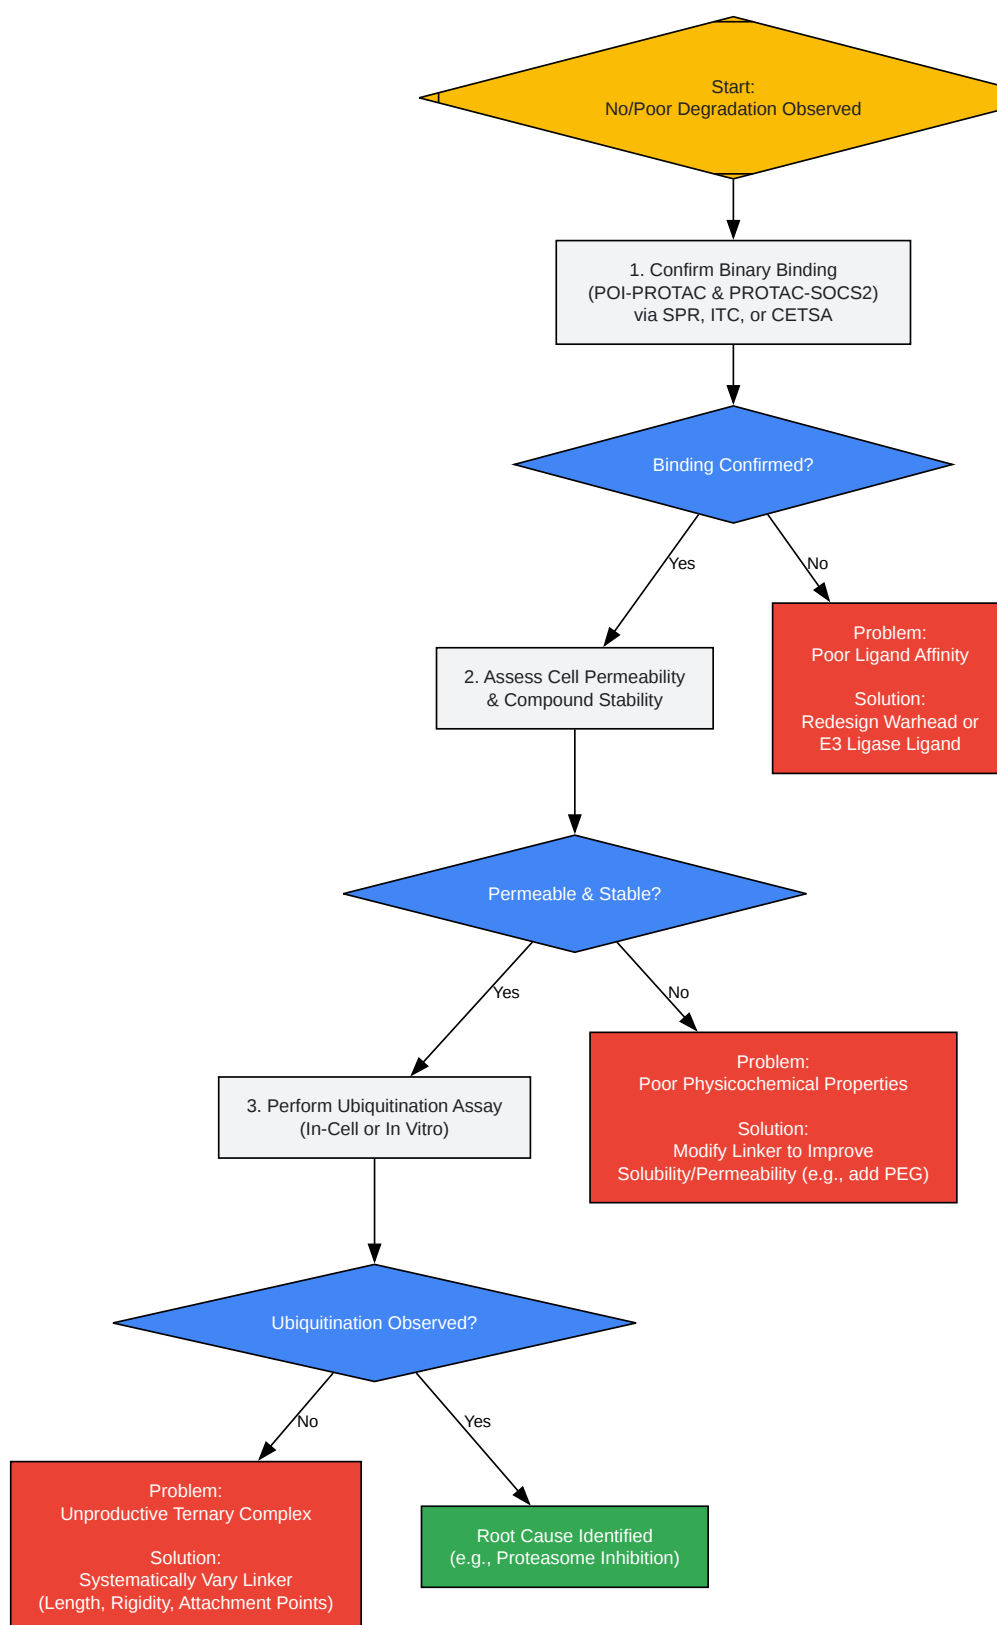 Start:
No/Poor Degradation Observed
1. Confirm Binary Binding
(POI-PROTAC & PROTAC-SOCS2)
via SPR, ITC, or CETSA
Binding Confirmed?
Yes
No
Problem:
Poor Ligand Affinity
Solution:
Redesign Warhead or
E3 Ligase Ligand
2. Assess Cell Permeability
& Compound Stability
Permeable & Stable?
Yes
No
Problem:
Poor Physicochemical Properties
Solution:
Modify Linker to Improve
Solubility/Permeability (e.g., add PEG)
3. Perform Ubiquitination Assay
(In-Cell or In Vitro)
Ubiquitination Observed?
No
Yes
Problem:
Unproductive Ternary Complex
Solution:
Systematically Vary Linker
(Length, Rigidity, Attachment Points)
Root Cause Identified
(e.g., Proteasome Inhibition)